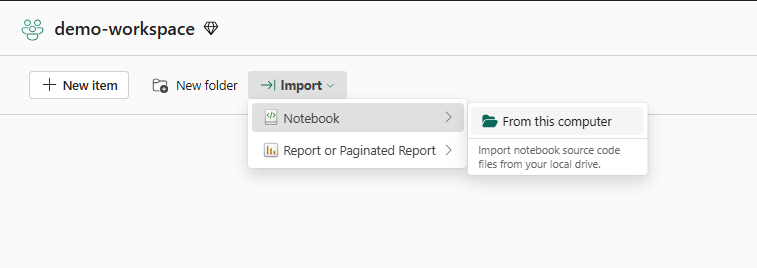 demo-workspace
New item
New folder
Import
Notebook
From this computer
Report or Paginated Report
Import notebook source code
files from your local drive.